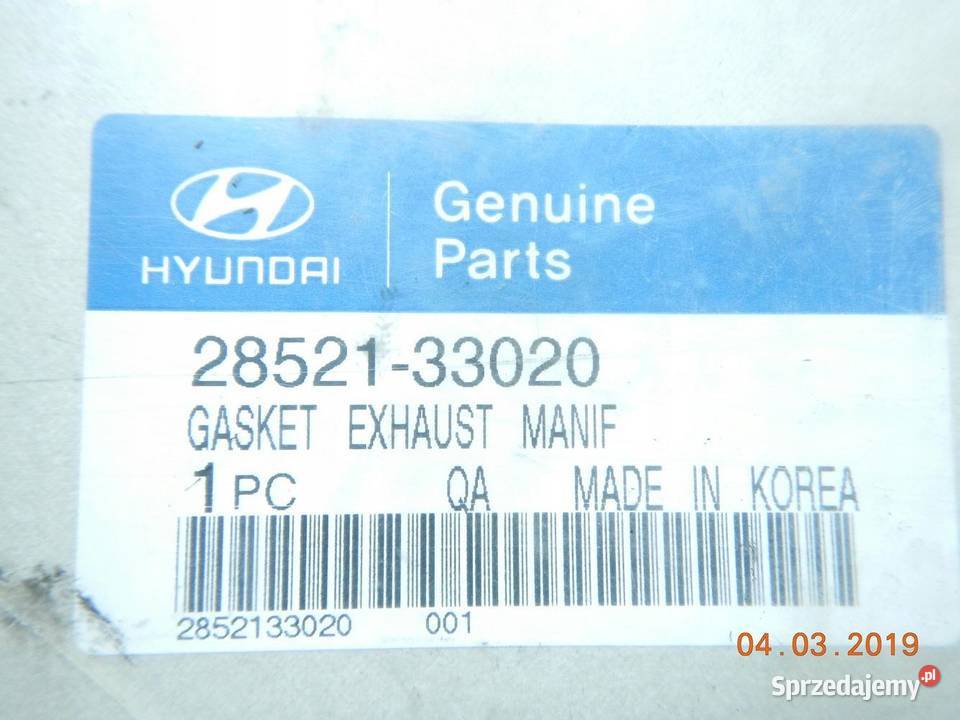 HYUNDAI
Genuine
Parts
28521-33020
GASKET EXHAUST MANIF
1 PC QA MADE IN KOREA
2852133020 001
04.03.2019
Sprzedajemy.pl